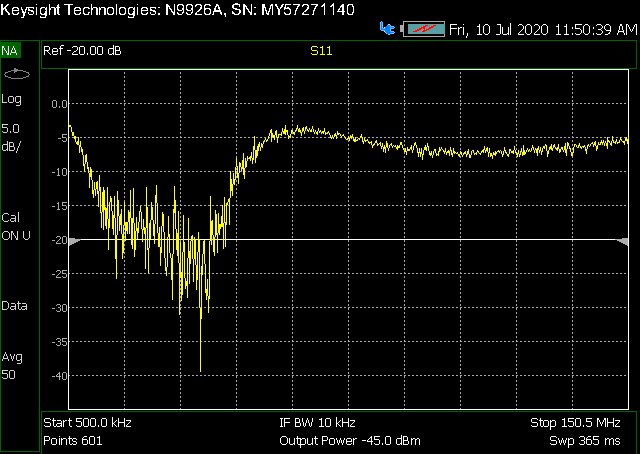 Keysight Technologies: N9926A, SN: MY57271140
Fri, 10 Jul 2020 11:50:39 AM
NA
Ref -20.00 dB
S11
Log
5.0
dB/
Cal
ON U
Data
Avg
50
0.0
-5
-10
-15
-20
-25
-30
-35
-40
Start 500.0 kHz
IF BW 10 kHz
Stop 150.5 MHz
Points 601
Output Power -45.0 dBm
Swp 365 ms